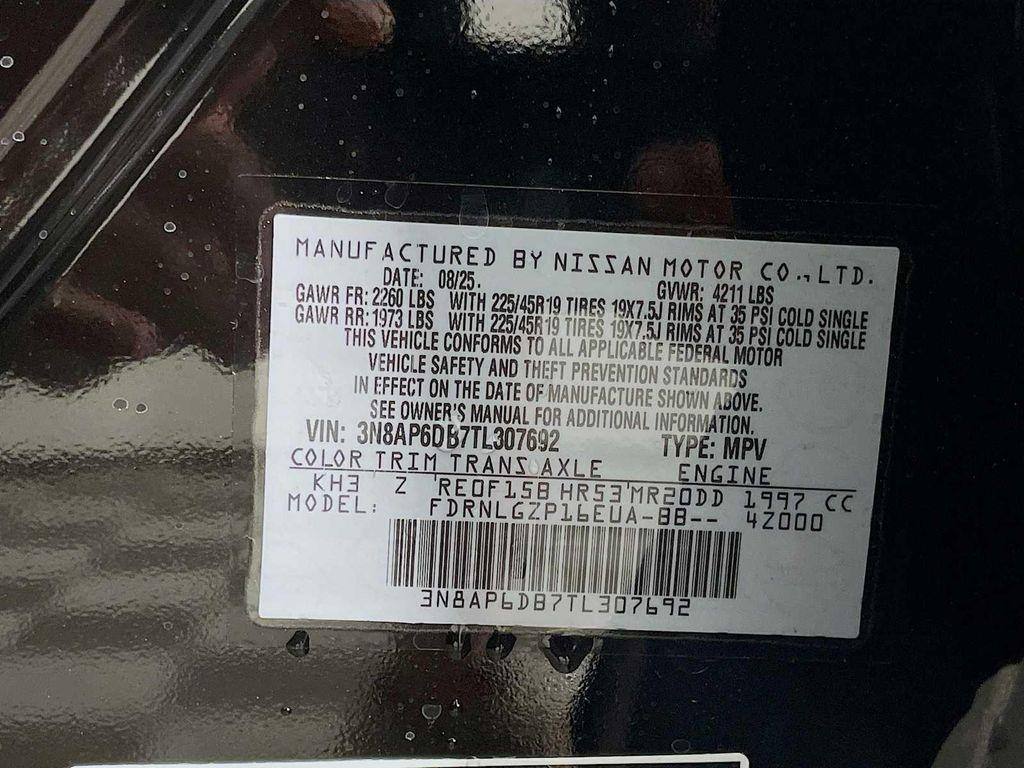 MANUFACTURED BY NISSAN MOTOR CO., LTD.
DATE: 08/25. GVWR: 4211 LBS
GAWR FR: 2260 LBS WITH 225/45R19 TIRES 19X7.5J RIMS AT 35 PSI COLD SINGLE
GAWR RR: 1973 LBS WITH 225/45R19 TIRES 19X7.5J RIMS AT 35 PSI COLD SINGLE
THIS VEHICLE CONFORMS TO ALL APPLICABLE FEDERAL MOTOR
VEHICLE SAFETY AND THEFT PREVENTION STANDARDS
IN EFFECT ON THE DATE OF MANUFACTURE SHOWN ABOVE.
SEE OWNER'S MANUAL FOR ADDITIONAL INFORMATION.
VIN: 3N8AP6DB7TL307692 TYPE: MPV
COLOR TRIM TRANS AXLE ENGINE
KH3 Z RE0F15B HR53 MR20DD 1997 CC
MODEL: FDRNLGZP16EUA-BB-- 4Z000
3N8AP6DB7TL307692